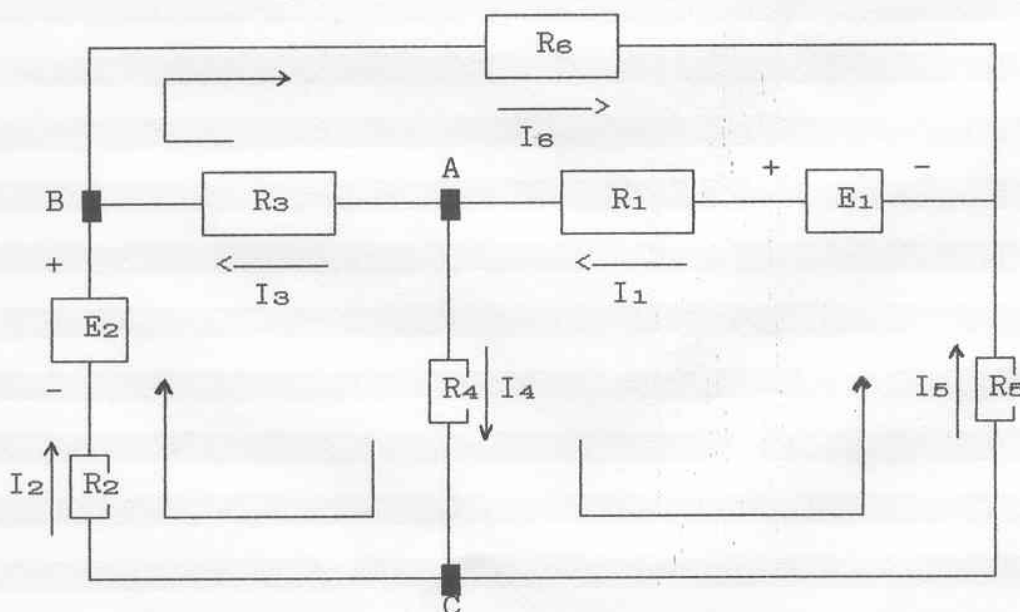 R6
I6
A
B
R3
R1
+
E1
-
I3
I1
+
E2
-
R4
I4
I5
R5
I2
R2
C